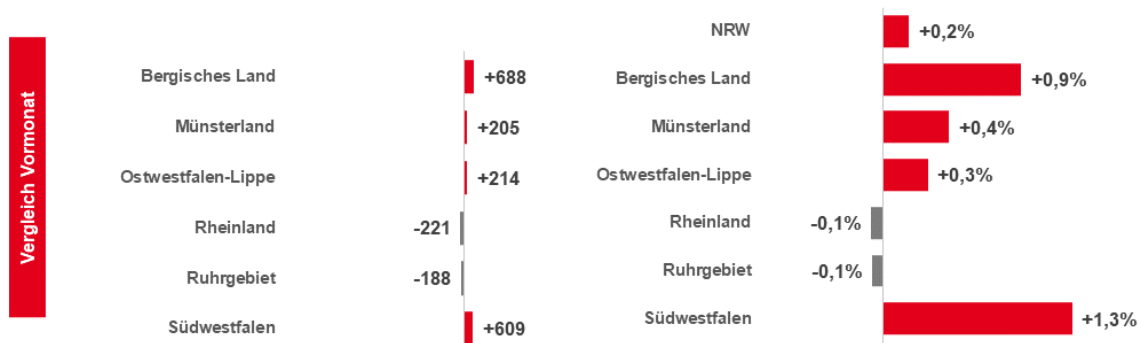 Vergleich Vormonat
Bergisches Land +688
Münsterland +205
Ostwestfalen-Lippe +214
Rheinland -221
Ruhrgebiet -188
Südwestfalen +609
NRW +0,2%
Bergisches Land +0,9%
Münsterland +0,4%
Ostwestfalen-Lippe +0,3%
Rheinland -0,1%
Ruhrgebiet -0,1%
Südwestfalen +1,3%